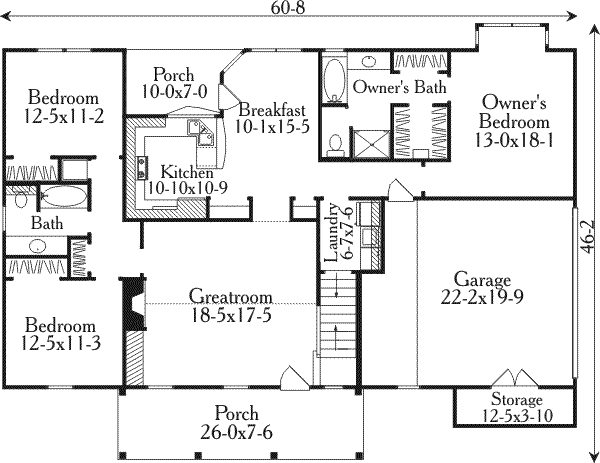 60-8
Porch
10-0x7-0
Bedroom
12-5x11-2
Breakfast
10-1x15-5
Owner's Bath
Owner's
Bedroom
13-0x18-1
Kitchen
10-10x10-9
Bath
Laundry
6-7x7-6
46-2
Greatroom
18-5x17-5
Garage
22-2x19-9
Bedroom
12-5x11-3
Porch
26-0x7-6
Storage
12-5x3-10